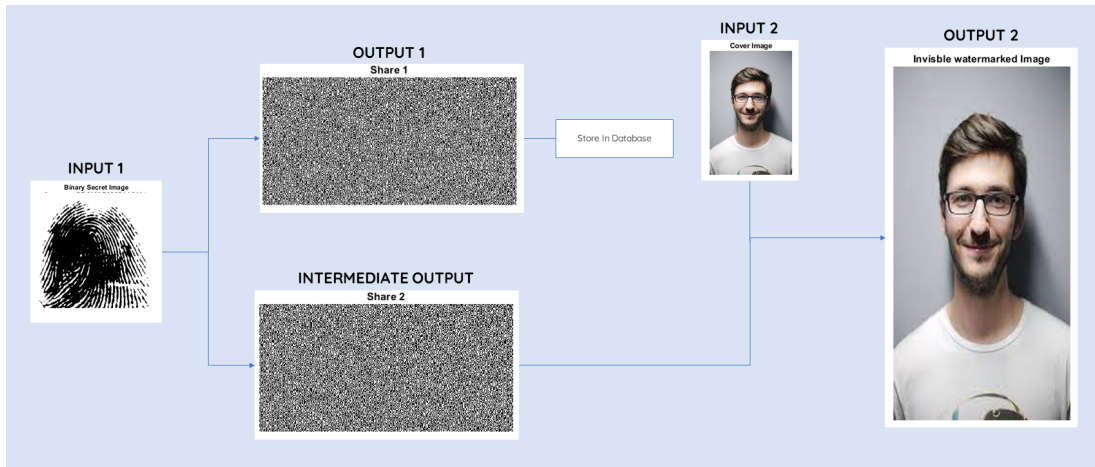 INPUT 1
Binary Secret Image
OUTPUT 1
Share 1
Store In Database
INTERMEDIATE OUTPUT
Share 2
INPUT 2
Cover Image
OUTPUT 2
Invisble watermarked Image